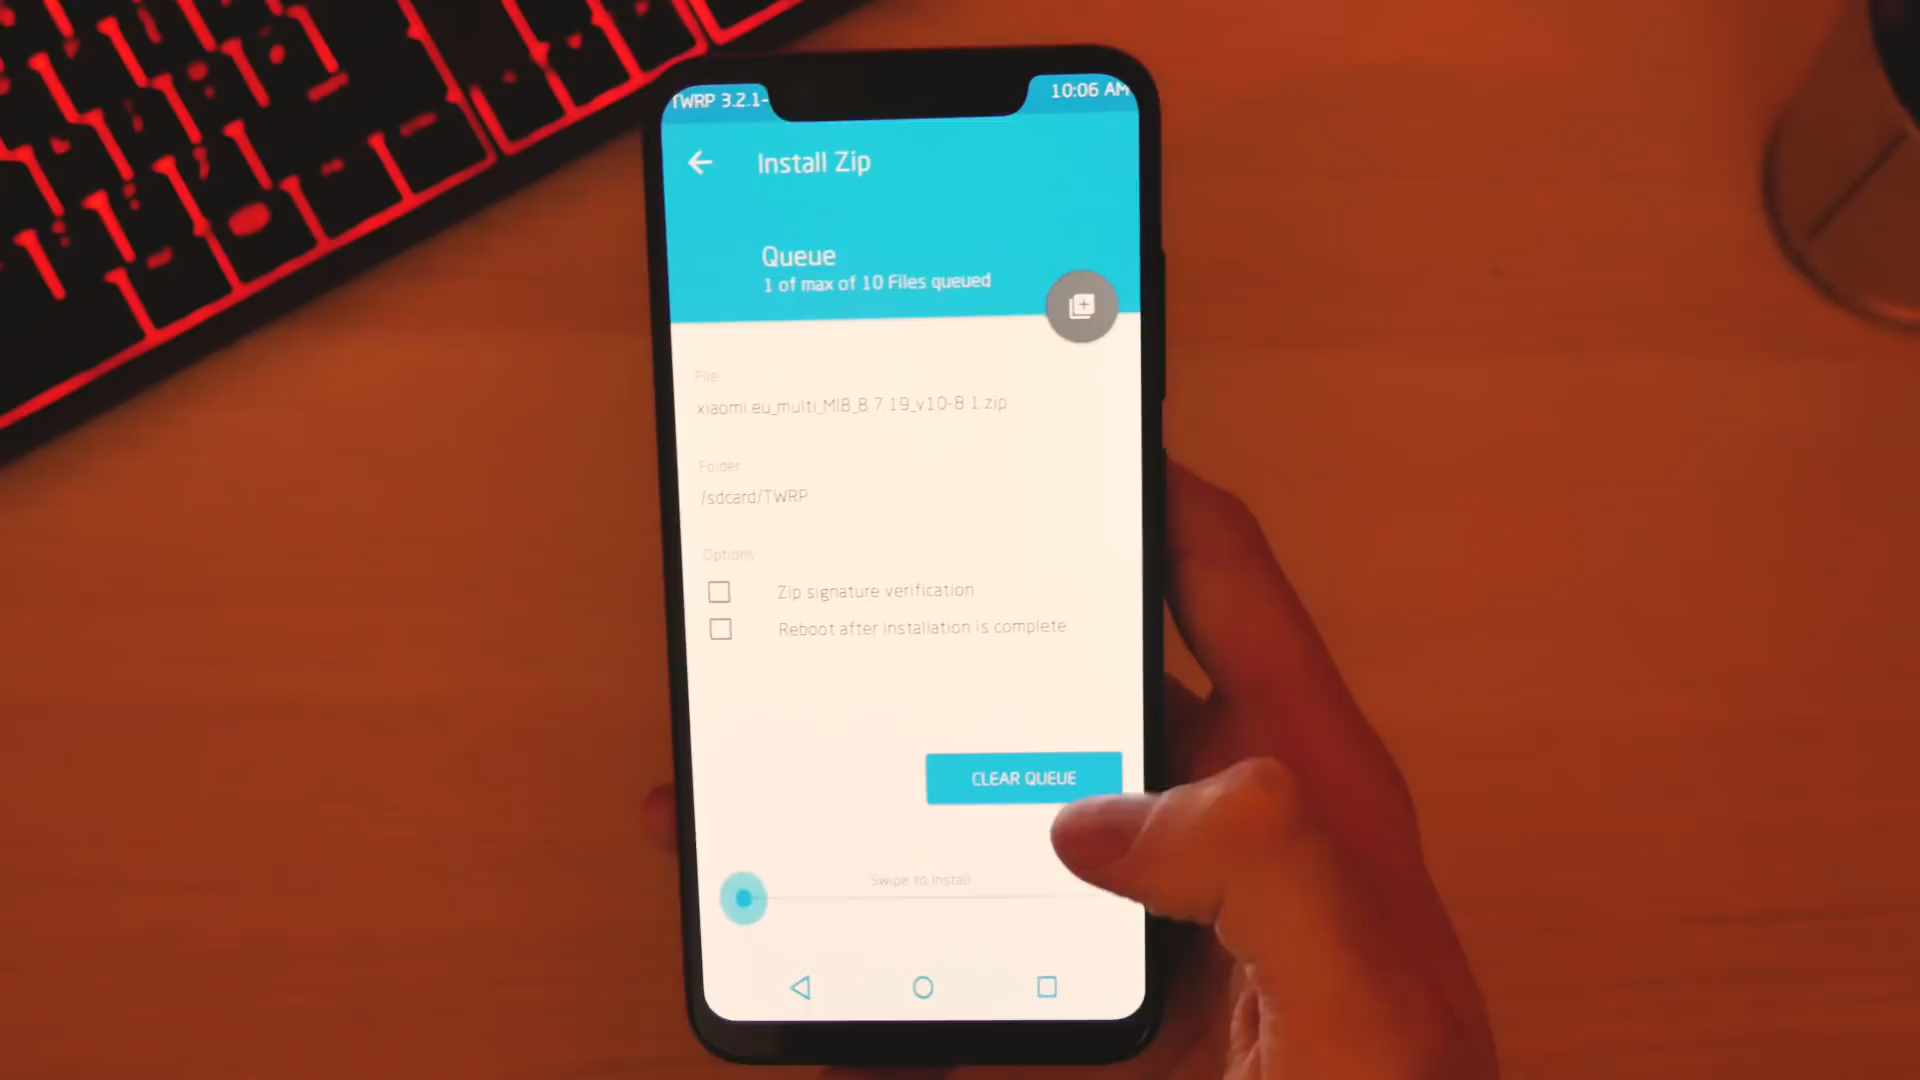 TWRP 3.2.1-
10:06 AM
Install Zip
Queue
1 of max of 10 Files queued
File
xiaomi.eu_multi_MI8_8.7.19_v10-8.1.zip
Folder
/sdcard/TWRP
Options
Zip signature verification
Reboot after installation is complete
CLEAR QUEUE
Swipe to Install